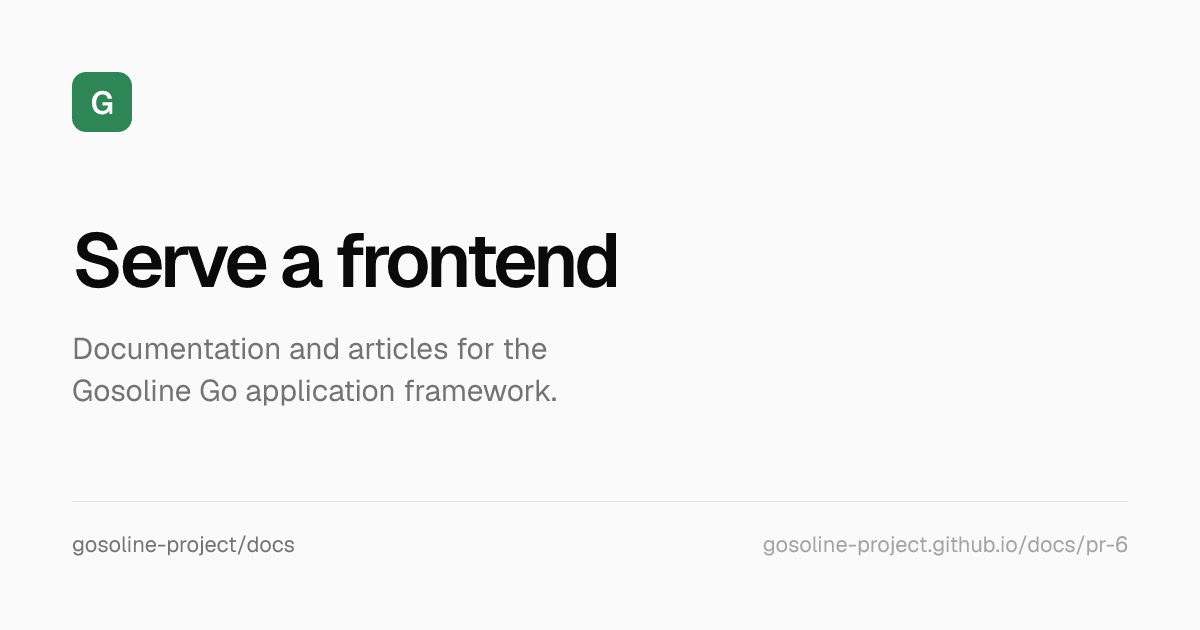 G
Serve a frontend
Documentation and articles for the
Gosoline Go application framework.
gosoline-project/docs
gosoline-project.github.io/docs/pr-6